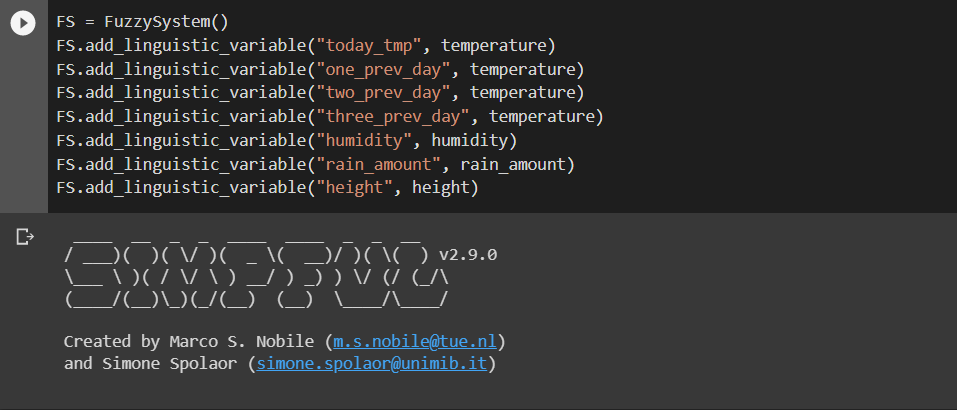 FS = FuzzySystem()
FS.add_linguistic_variable("today_tmp", temperature)
FS.add_linguistic_variable("one_prev_day", temperature)
FS.add_linguistic_variable("two_prev_day", temperature)
FS.add_linguistic_variable("three_prev_day", temperature)
FS.add_linguistic_variable("humidity", humidity)
FS.add_linguistic_variable("rain_amount", rain_amount)
FS.add_linguistic_variable("height", height)
 ____  __  _  _  ____  ____  _  _  __
/ ___)(  )( \/ )(  _ \(  __)/ )( \(  ) v2.9.0
\___ \ )( / \/ \ ) __/ ) _) ) \/ (/ (_/\
(____/(__)\_)(_/(__)  (__)  \____/\____/
Created by Marco S. Nobile (m.s.nobile@tue.nl)
and Simone Spolaor (simone.spolaor@unimib.it)